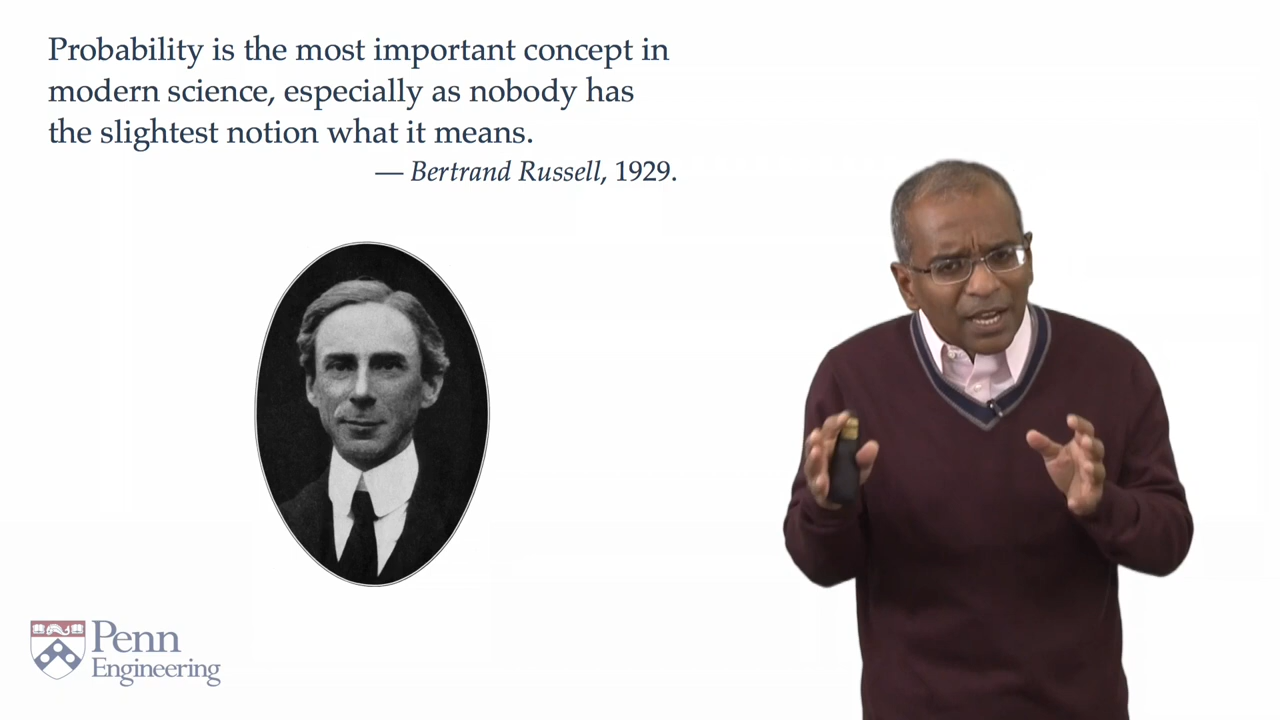 Probability is the most important concept in
modern science, especially as nobody has
the slightest notion what it means.
— Bertrand Russell, 1929.
Penn
Engineering